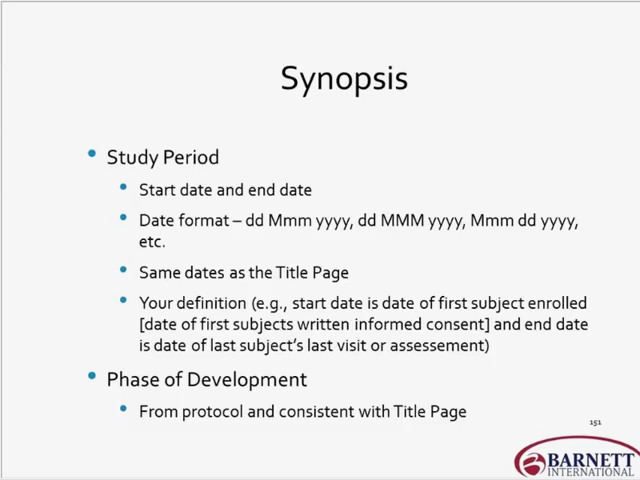 Synopsis
• Study Period
• Start date and end date
• Date format – dd Mmm yyyy, dd MMM yyyy, Mmm dd yyyy,
etc.
• Same dates as the Title Page
• Your definition (e.g., start date is date of first subject enrolled
[date of first subjects written informed consent] and end date
is date of last subject's last visit or assessment)
• Phase of Development
• From protocol and consistent with Title Page
151
BARNETT
INTERNATIONAL